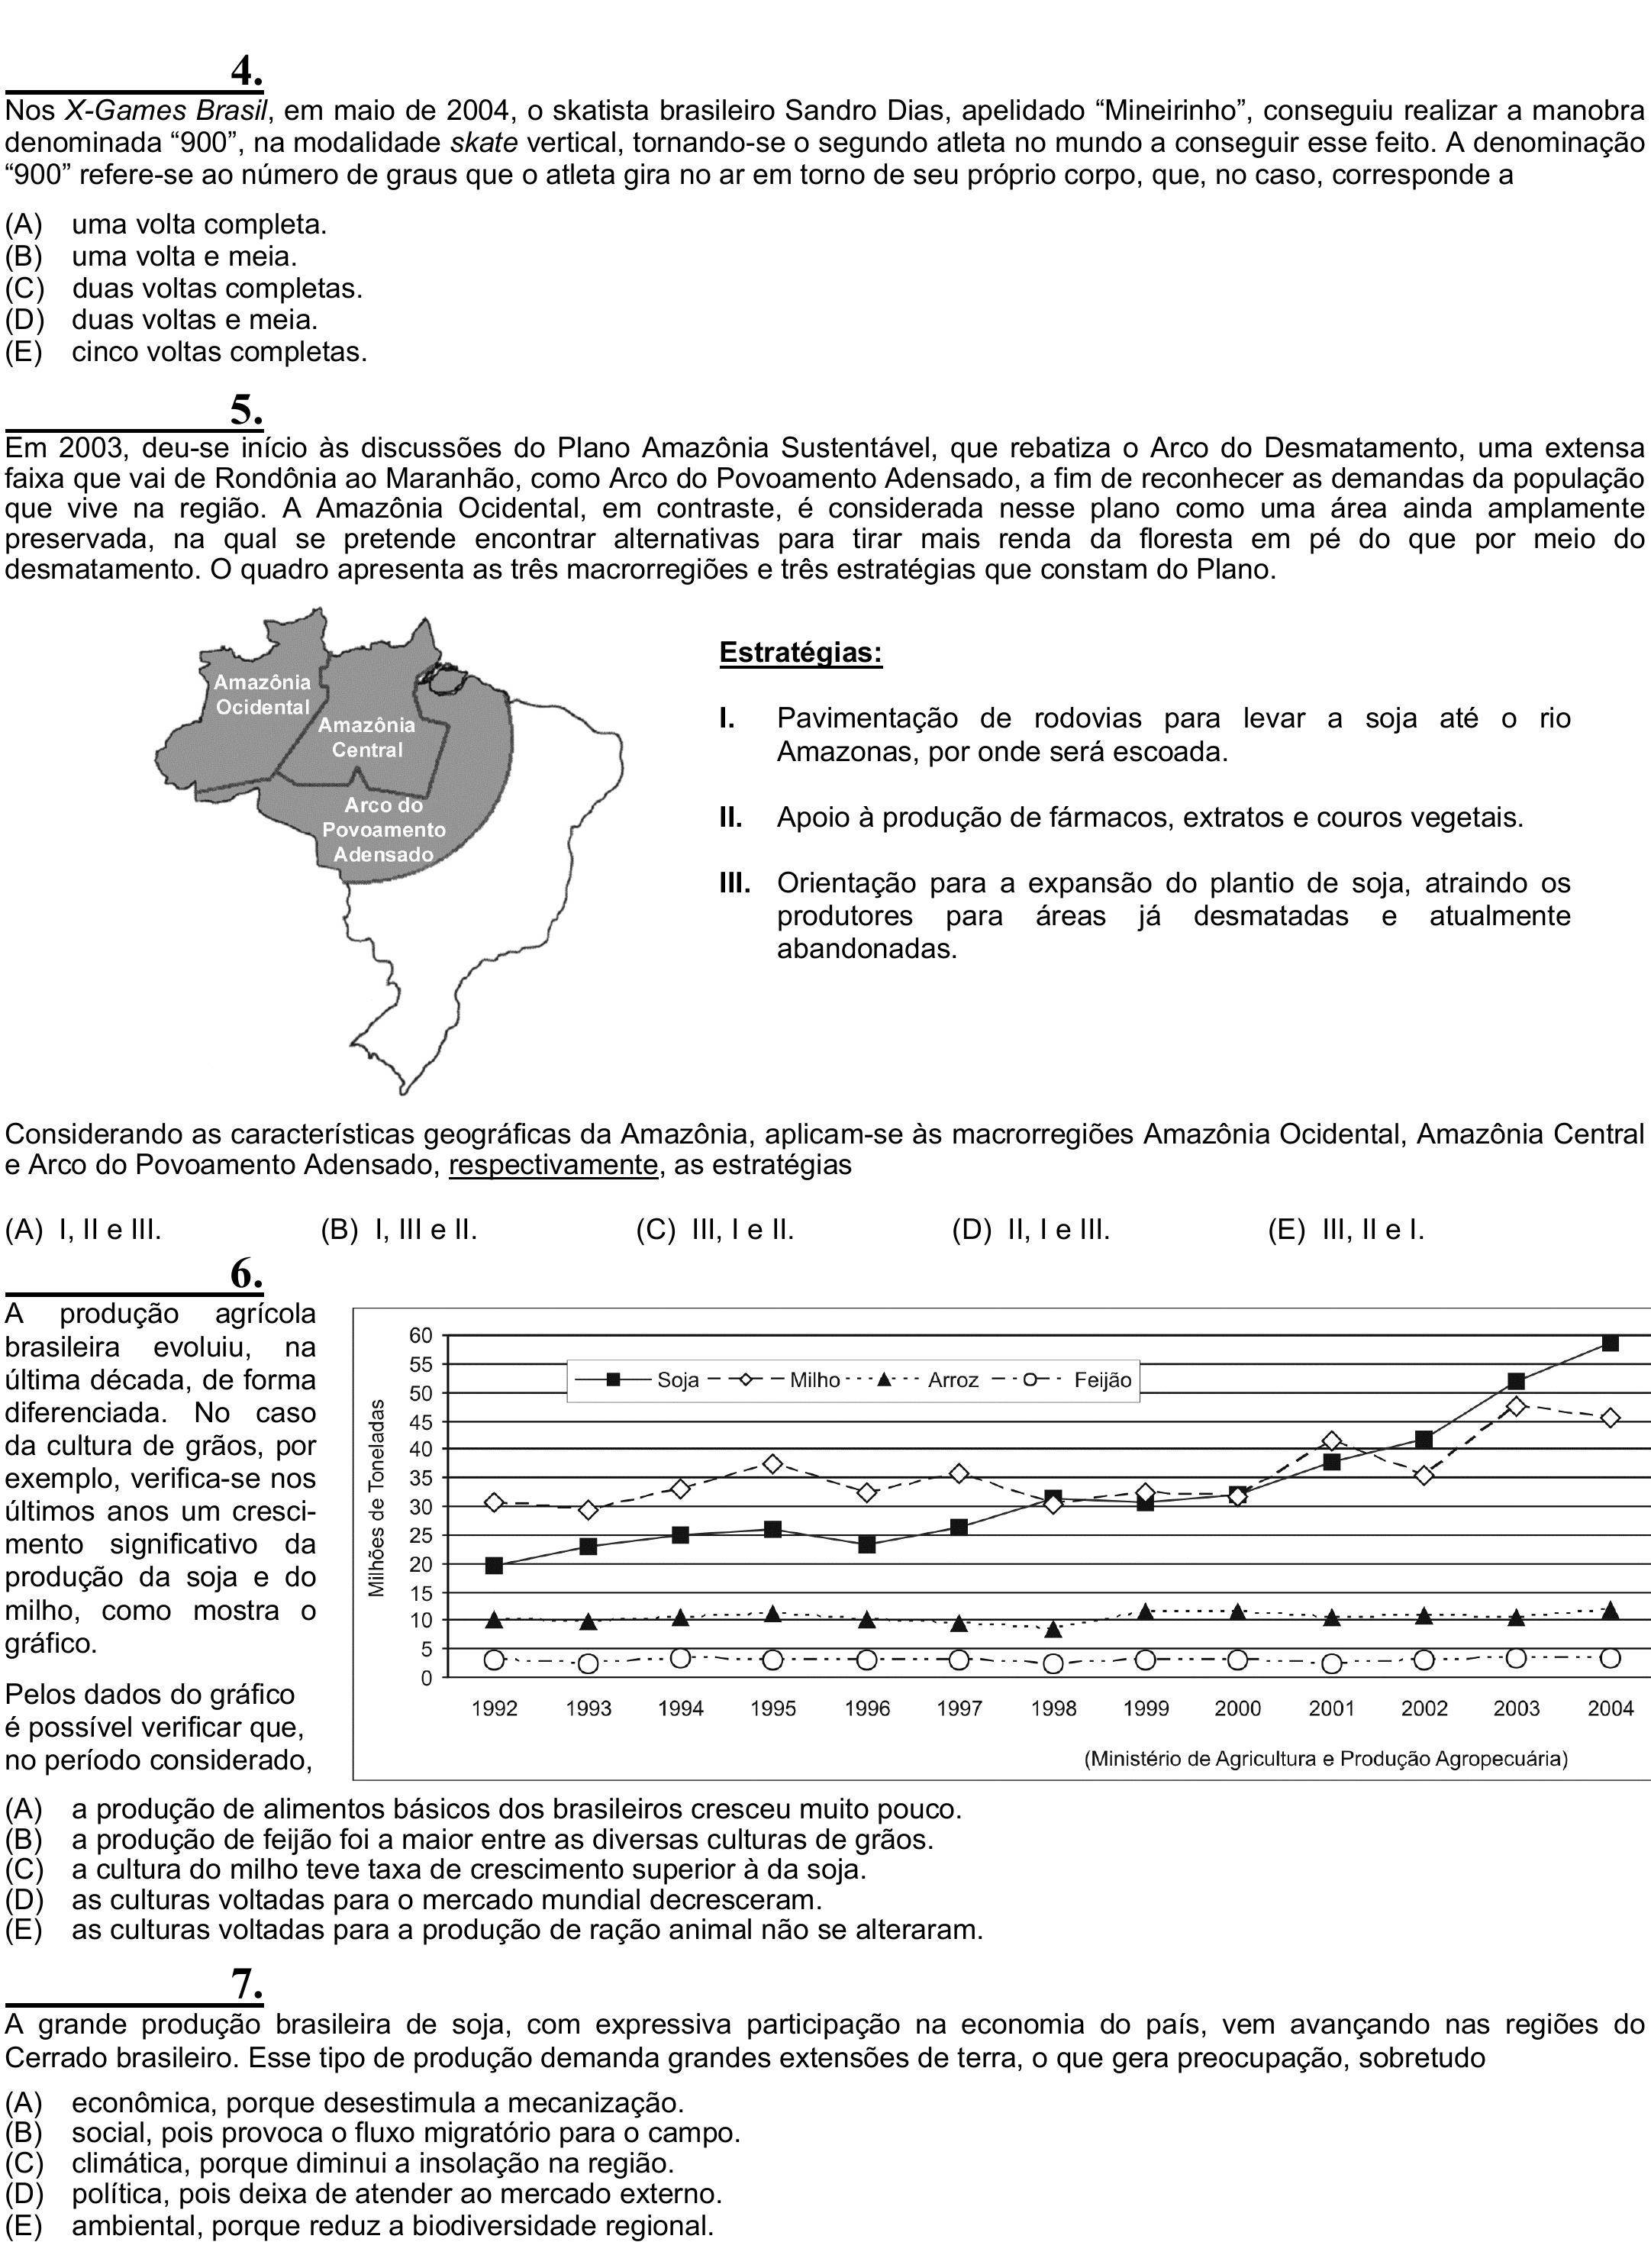 4.
Nos X-Games Brasil, em maio de 2004, o skatista brasileiro Sandro Dias, apelidado “Mineirinho”, conseguiu realizar a manobra
denominada “900”, na modalidade skate vertical, tornando-se o segundo atleta no mundo a conseguir esse feito. A denominação
“900” refere-se ao número de graus que o atleta gira no ar em torno de seu próprio corpo, que, no caso, corresponde a
(A) uma volta completa.
(B) uma volta e meia.
(C) duas voltas completas.
(D) duas voltas e meia.
(E) cinco voltas completas.
5.
Em 2003, deu-se início às discussões do Plano Amazônia Sustentável, que rebatiza o Arco do Desmatamento, uma extensa
faixa que vai de Rondônia ao Maranhão, como Arco do Povoamento Adensado, a fim de reconhecer as demandas da população
que vive na região. A Amazônia Ocidental, em contraste, é considerada nesse plano como uma área ainda amplamente
preservada, na qual se pretende encontrar alternativas para tirar mais renda da floresta em pé do que por meio do
desmatamento. O quadro apresenta as três macrorregiões e três estratégias que constam do Plano.
Amazônia
Ocidental
Amazônia
Central
Arco do
Povoamento
Adensado
Estratégias:
I. Pavimentação de rodovias para levar a soja até o rio
Amazonas, por onde será escoada.
II. Apoio à produção de fármacos, extratos e couros vegetais.
III. Orientação para a expansão do plantio de soja, atraindo os
produtores para áreas já desmatadas e atualmente
abandonadas.
Considerando as características geográficas da Amazônia, aplicam-se às macrorregiões Amazônia Ocidental, Amazônia Central
e Arco do Povoamento Adensado, respectivamente, as estratégias
(A) I, II e III. (B) I, III e II. (C) III, I e II. (D) II, I e III. (E) III, II e I.
6.
A produção agrícola
brasileira evoluiu, na
última década, de forma
diferenciada. No caso
da cultura de grãos, por
exemplo, verifica-se nos
últimos anos um cresci-
mento significativo da
produção da soja e do
milho, como mostra o
gráfico.
Pelos dados do gráfico
é possível verificar que,
no período considerado,
Milhões de Toneladas
60
55
50
45
40
35
30
25
20
15
10
5
0
Soja Milho Arroz Feijão
1992 1993 1994 1995 1996 1997 1998 1999 2000 2001 2002 2003 2004
(Ministério de Agricultura e Produção Agropecuária)
(A) a produção de alimentos básicos dos brasileiros cresceu muito pouco.
(B) a produção de feijão foi a maior entre as diversas culturas de grãos.
(C) a cultura do milho teve taxa de crescimento superior à da soja.
(D) as culturas voltadas para o mercado mundial decresceram.
(E) as culturas voltadas para a produção de ração animal não se alteraram.
7.
A grande produção brasileira de soja, com expressiva participação na economia do país, vem avançando nas regiões do
Cerrado brasileiro. Esse tipo de produção demanda grandes extensões de terra, o que gera preocupação, sobretudo
(A) econômica, porque desestimula a mecanização.
(B) social, pois provoca o fluxo migratório para o campo.
(C) climática, porque diminui a insolação na região.
(D) política, pois deixa de atender ao mercado externo.
(E) ambiental, porque reduz a biodiversidade regional.